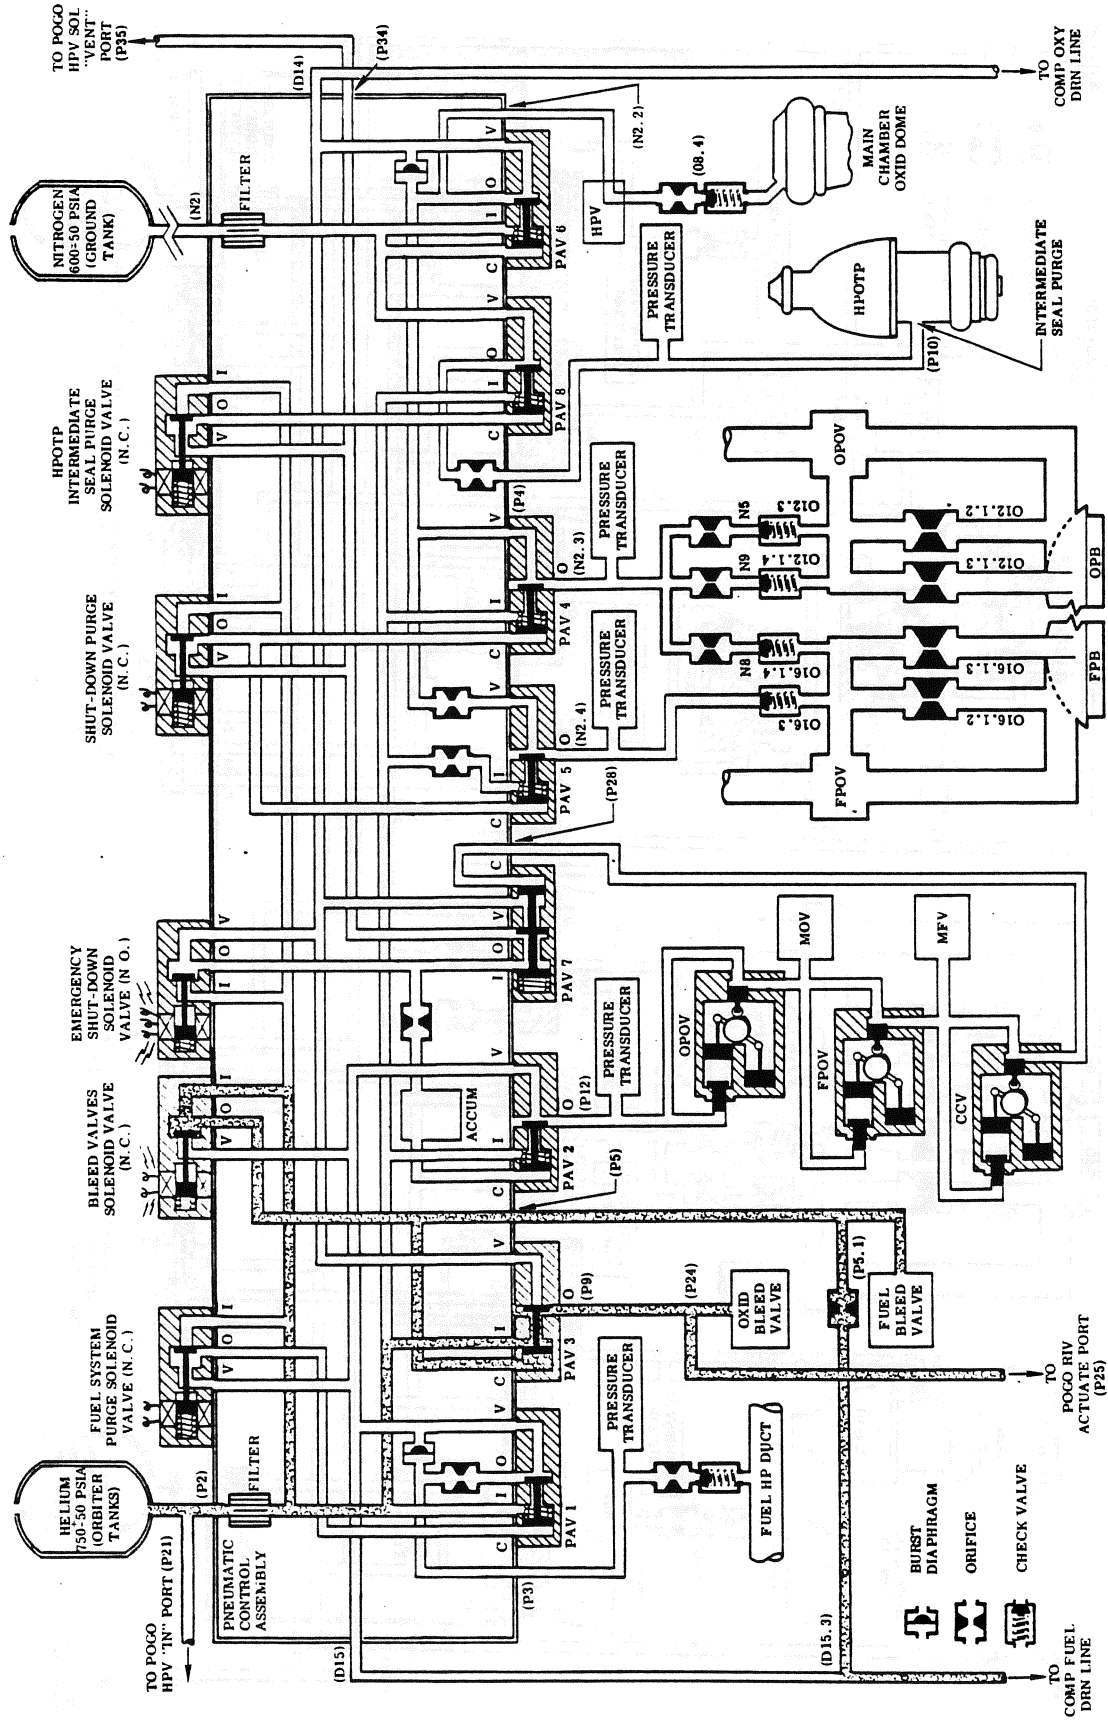 HELIUM
750±50 PSIA
(ORBITER
TANKS)
TO POGO
HPV "IN" PORT (P21)
(P2)
FILTER
PNEUMATIC
CONTROL
ASSEMBLY
FUEL SYSTEM
PURGE SOLENOID
VALVE (N.C.)
V O I
BLEED VALVES
SOLENOID VALVE
(N.C.)
V O I
EMERGENCY
SHUT-DOWN
SOLENOID
VALVE (N O.)
I O V
SHUT-DOWN PURGE
SOLENOID VALVE
(N.C.)
V O I
HPOTP
INTERMEDIATE
SEAL PURGE
SOLENOID VALVE
(N.C.)
V O I
NITROGEN
600±50 PSIA
(GROUND
TANK)
(N2)
FILTER
TO POGO
HPV SOL
"VENT"
PORT
(P35)
(D14)
(P34)
ACCUM
(D15)
(P3)
C I O V
PAV 1
C I V
PAV 3
O
(P9)
(P5)
C I V
PAV 2
O
(P12)
I O V C
PAV 7
(P28)
C I V
PAV 5
O
(N2.4)
C I V
PAV 4
O
(N2.3)
(P4)
C I O V
PAV 8
C I O V
PAV 6
(N2.2)
PRESSURE
TRANSDUCER
FUEL HP DUCT
(P24)
OXID
BLEED
VALVE
(P5.1)
FUEL
BLEED
VALVE
TO
POGO RIV
ACTUATE PORT
(P25)
PRESSURE
TRANSDUCER
OPOV
MOV
FPOV
MFV
CCV
PRESSURE
TRANSDUCER
PRESSURE
TRANSDUCER
N8
N9
N5
O16.3
O16.1.4
O12.1.4
O12.3
FPOV
OPOV
O16.1.2
O16.1.3
O12.1.3
O12.1.2
FPB
OPB
PRESSURE
TRANSDUCER
HPOTP
(P10)
INTERMEDIATE
SEAL PURGE
HPV
(08.4)
MAIN
CHAMBER
OXID DOME
TO
COMP OXY
DRN LINE
(D15.3)
TO
COMP FUEL
DRN LINE
BURST
DIAPHRAGM
ORIFICE
CHECK VALVE